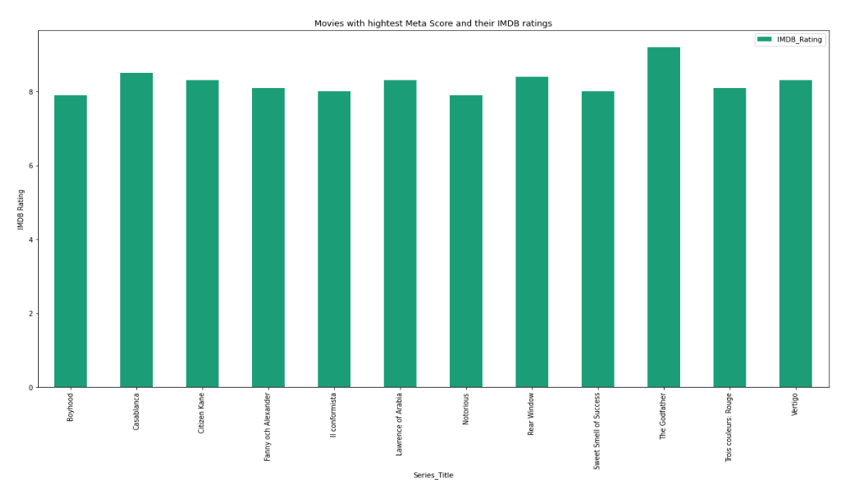 Movies with hightest Meta Score and their IMDB ratings
IMDB_Rating
IMDB Rating
8
6
4
2
0
Boyhood
Casablanca
Citizen Kane
Fanny och Alexander
Il conformista
Lawrence of Arabia
Notorious
Rear Window
Sweet Smell of Success
The Godfather
Trois couleurs: Rouge
Vertigo
Series_Title